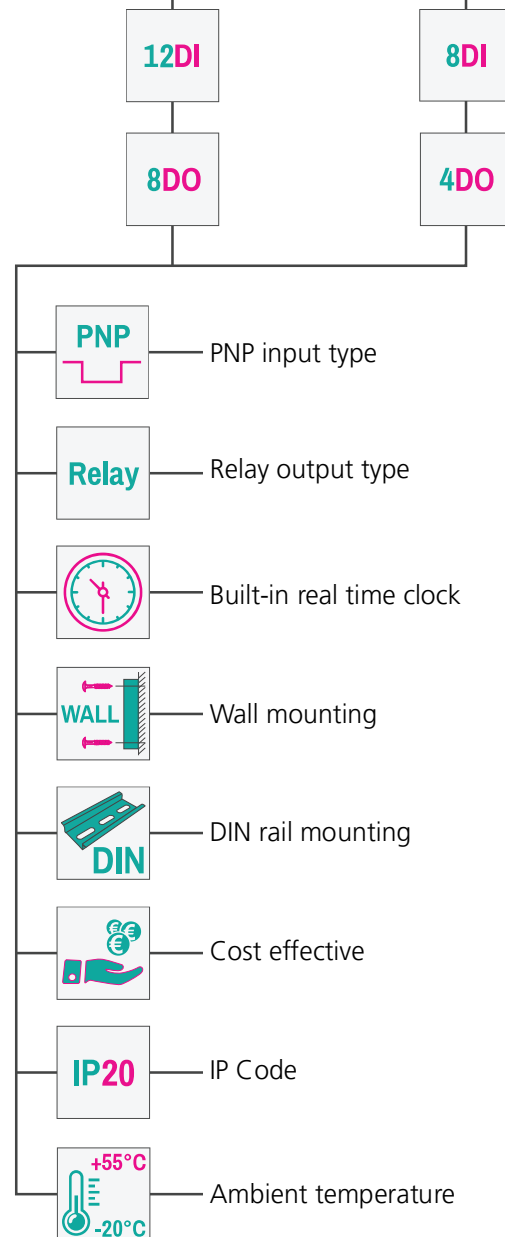 12DI 8DI
8DO 4DO
PNP PNP input type
Relay Relay output type
Built-in real time clock
WALL Wall mounting
DIN DIN rail mounting
€€€ Cost effective
IP20 IP Code
+55°C
Ambient temperature
-20°C